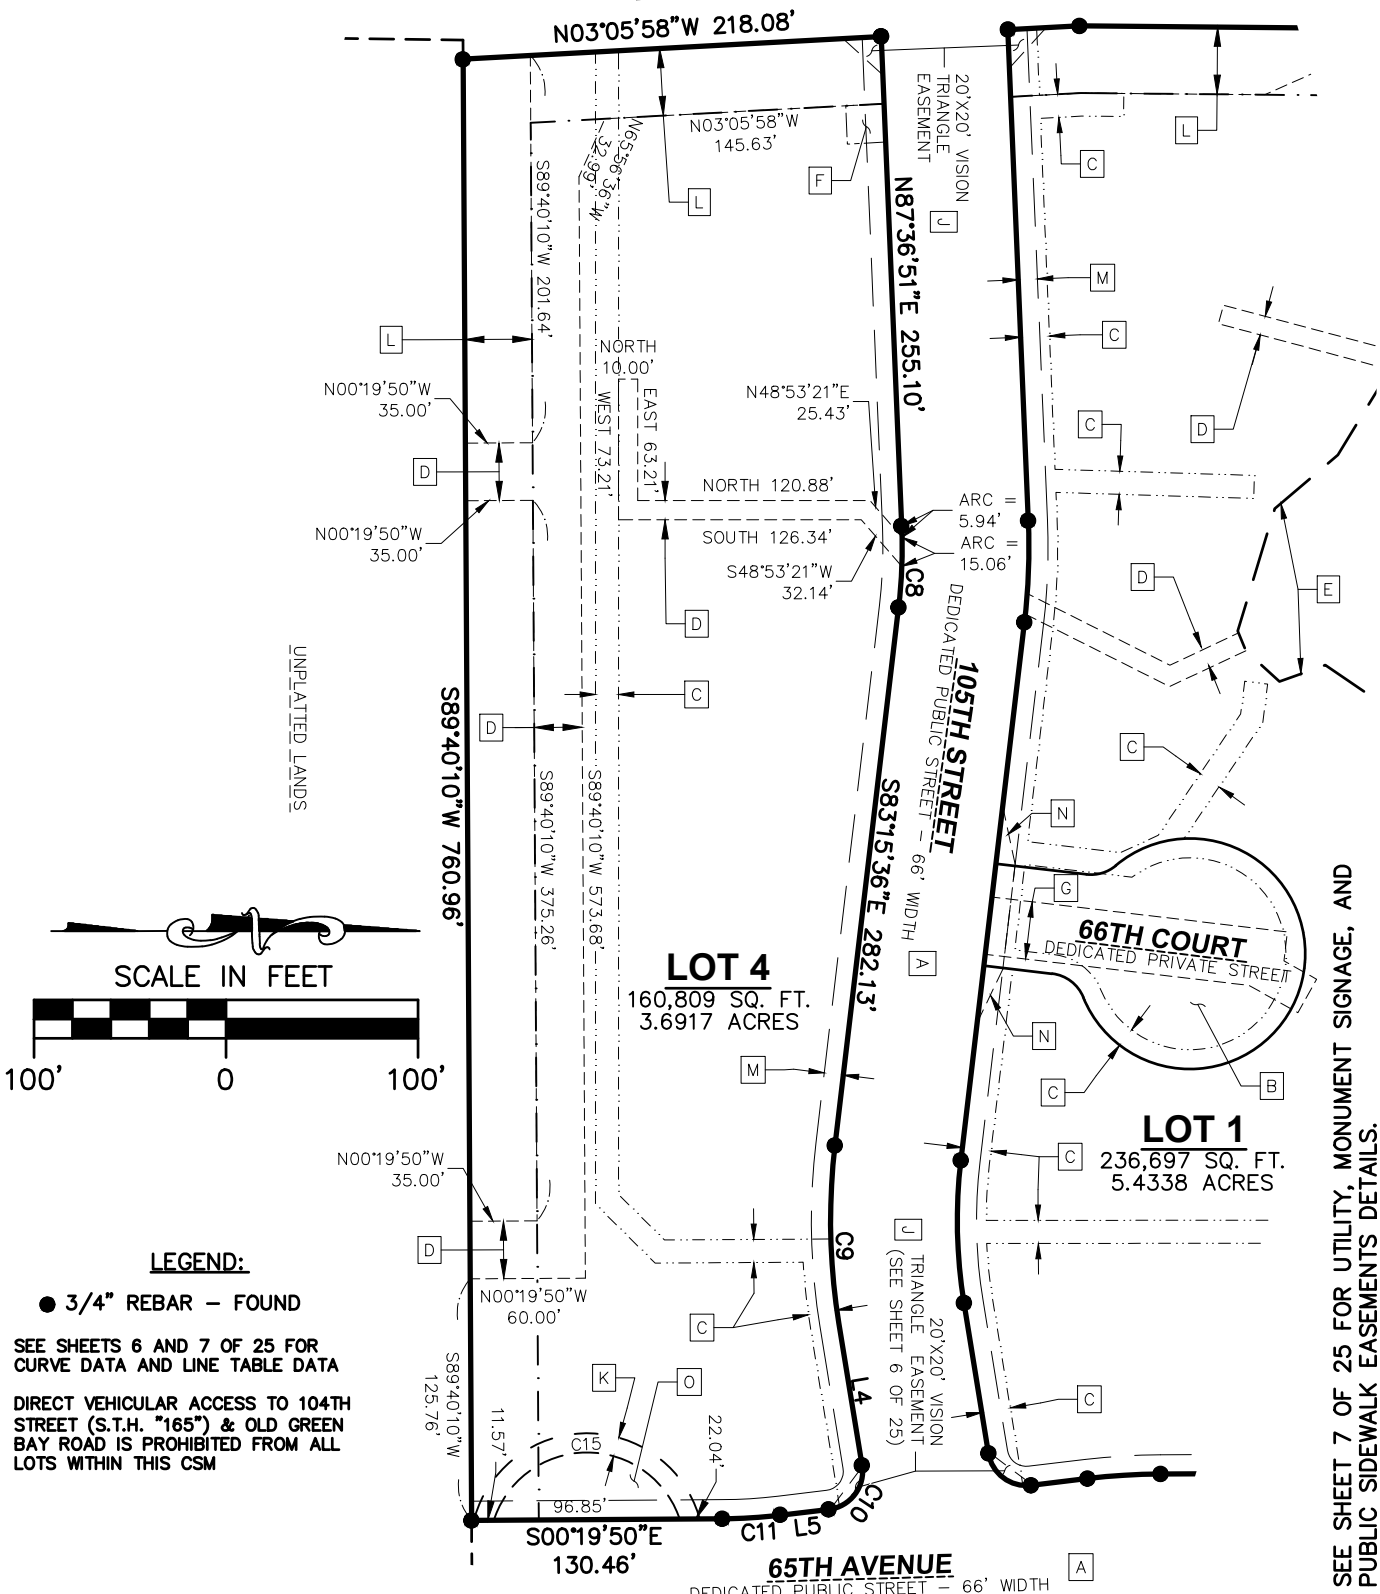 N03°05'58"W 218.08'
20'X20' VISION
TRIANGLE
EASEMENT
J
N03°05'58"W
145.63'
N65°56'36"W
32.99'
F
L
L
C
S89°40'10"W 201.64'
N87°36'51"E 255.10'
M
C
L
D
NORTH
10.00'
N00°19'50"W
35.00'
WEST 73.21'
EAST 63.21'
N48°53'21"E
25.43'
C
D
NORTH 120.88'
ARC =
5.94'
N00°19'50"W
35.00'
SOUTH 126.34'
ARC =
15.06'
S48°53'21"W
32.14'
C8
D
E
D
UNPLATTED LANDS
S89°40'10"W 760.96'
D
C
105TH STREET
DEDICATED PUBLIC STREET – 66' WIDTH
A
C
S89°40'10"W 375.26'
S89°40'10"W 573.68'
S83°15'36"E 282.13'
N
G
66TH COURT
DEDICATED PRIVATE STREET
LOT 4
160,809 SQ. FT.
3.6917 ACRES
SCALE IN FEET
100' 0 100'
M
N
C
B
LOT 1
236,697 SQ. FT.
5.4338 ACRES
C
N00°19'50"W
35.00'
D
C9
J
20'X20' VISION
TRIANGLE EASEMENT
(SEE SHEET 6 OF 25)
N00°19'50"W
60.00'
C
LEGEND:
3/4" REBAR – FOUND
SEE SHEETS 6 AND 7 OF 25 FOR
CURVE DATA AND LINE TABLE DATA
DIRECT VEHICULAR ACCESS TO 104TH
STREET (S.T.H. "165") & OLD GREEN
BAY ROAD IS PROHIBITED FROM ALL
LOTS WITHIN THIS CSM
S89°40'10"W
125.76'
K
O
L4
C
11.57'
C15
22.04'
96.85'
C10
S00°19'50"E
130.46'
C11
L5
65TH AVENUE
DEDICATED PUBLIC STREET – 66' WIDTH
A
SEE SHEET 7 OF 25 FOR UTILITY, MONUMENT SIGNAGE, AND
PUBLIC SIDEWALK EASEMENTS DETAILS.